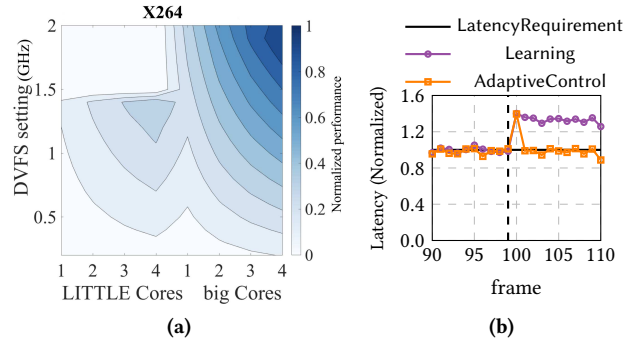 X264
DVFS setting (GHz)
2
1.5
1
0.5
1 2 3 4 1 2 3 4
LITTLE Cores big Cores
1
0.8
0.6
0.4
0.2
0
Normalized performance
(a)
LatencyRequirement
Learning
AdaptiveControl
Latency (Normalized)
1.6
1.2
0.8
0.4
0.0
90 95 100 105 110
frame
(b)